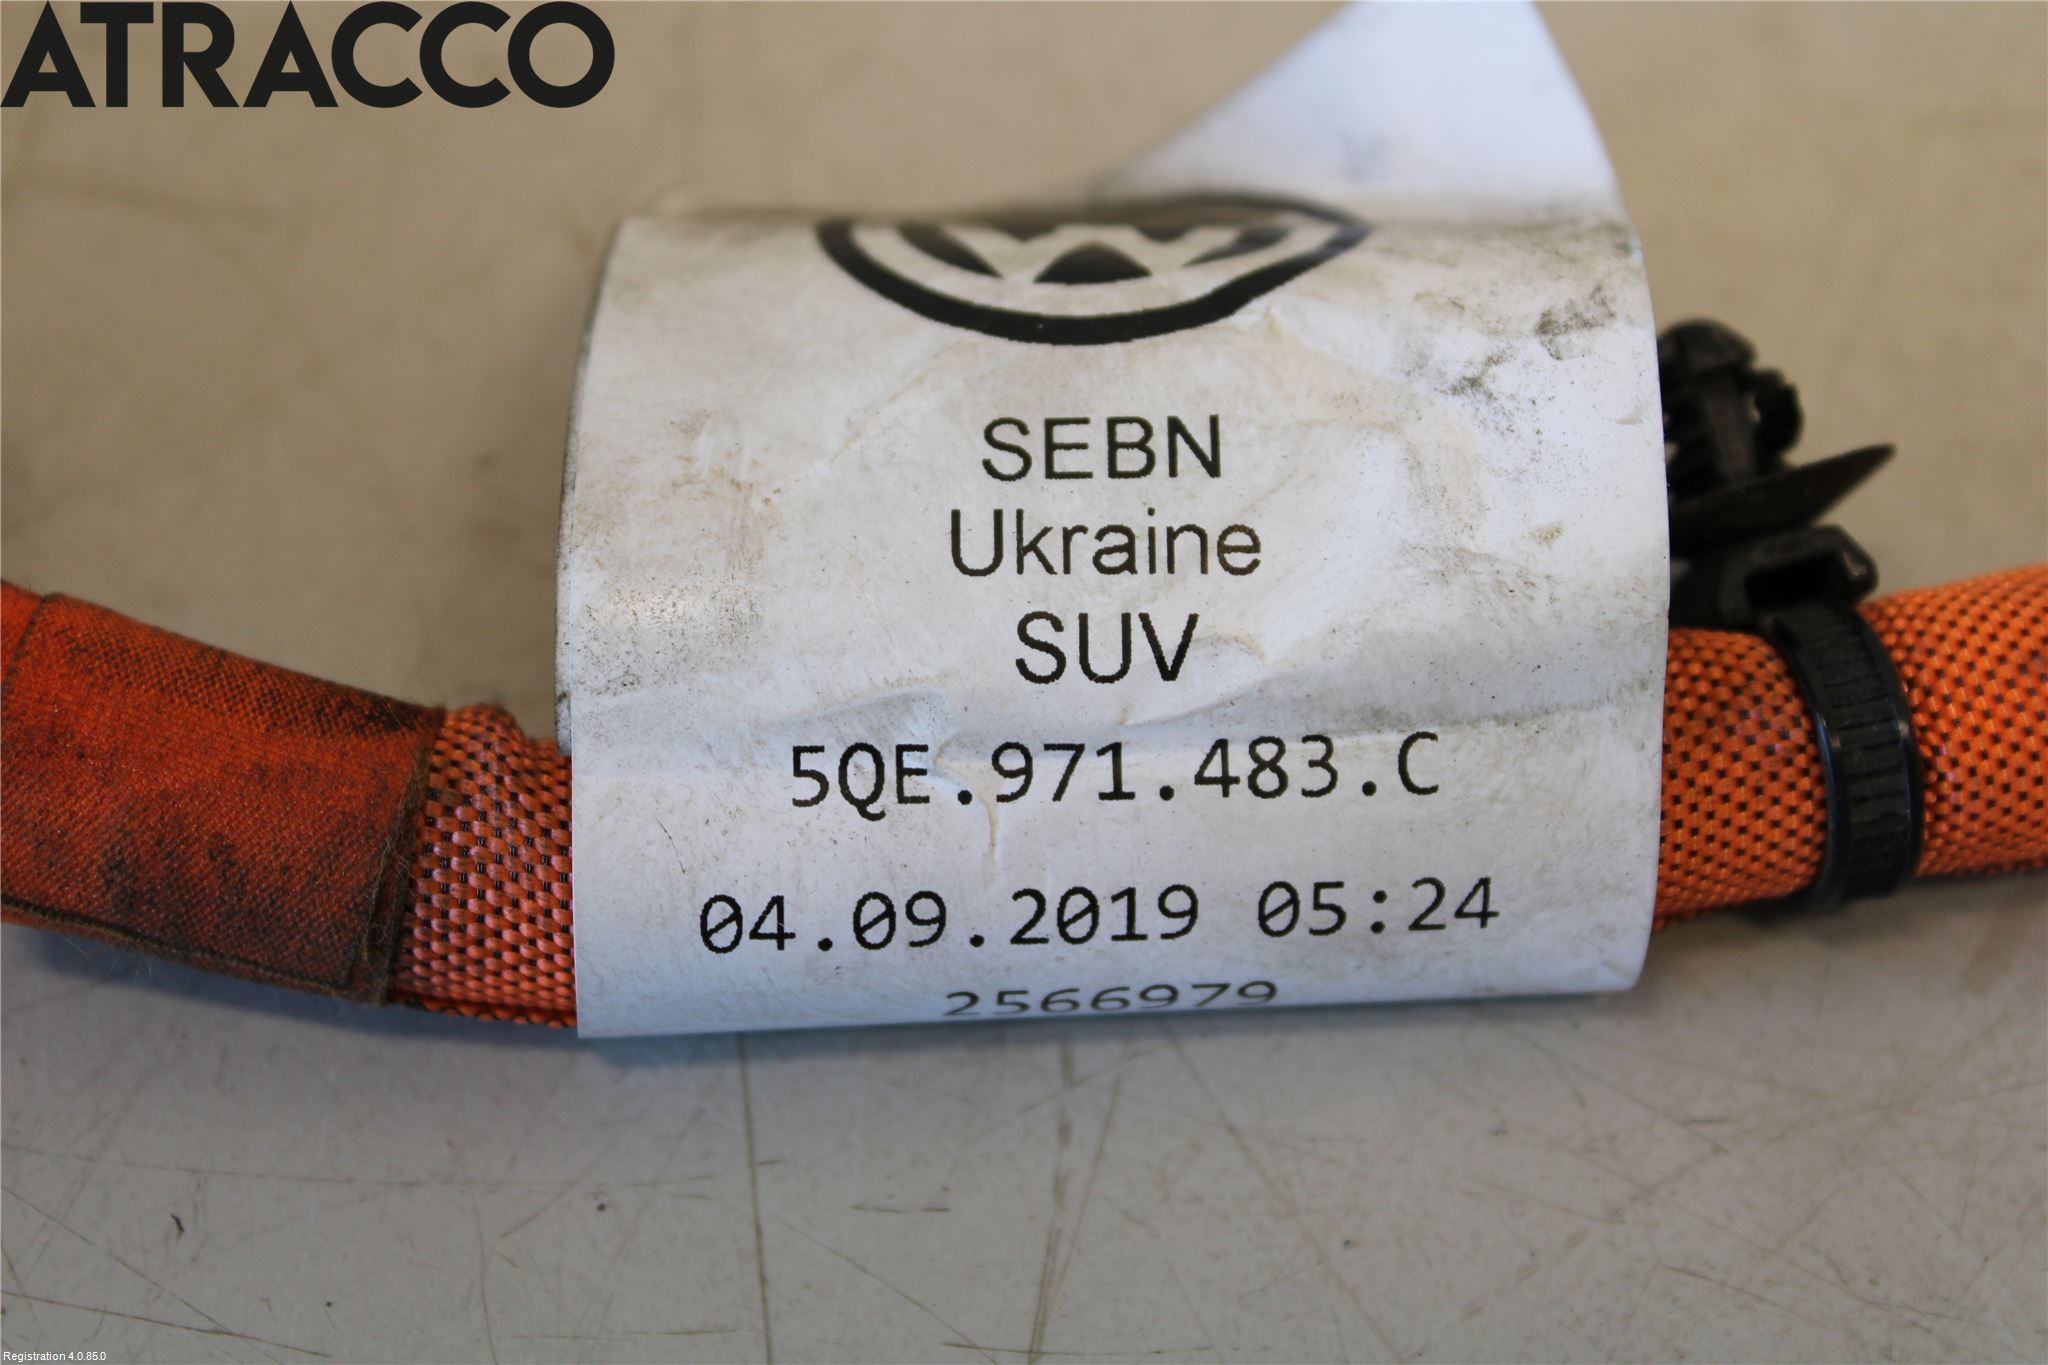 ATRACCO
SEBN
Ukraine
SUV
5QE.971.483.C
04.09.2019 05:24
2566979
Registration 4.0.85.0